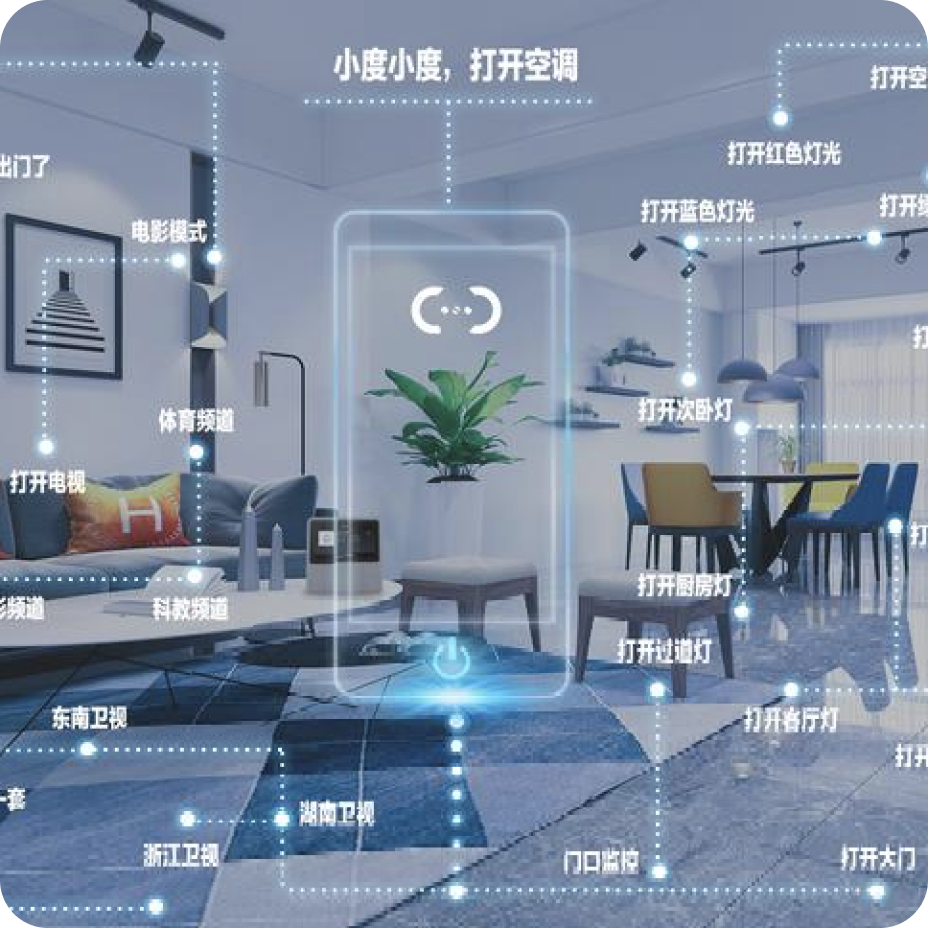 小度小度，打开空调
打开空
出门了
打开红色灯光
打开蓝色灯光
打开绿
电影模式
打
打开次卧灯
体育频道
打开电视
H
打
打开厨房灯
影频道
科教频道
打开过道灯
东南卫视
打开客厅灯
打开
一套
湖南卫视
浙江卫视
门口监控
打开大门